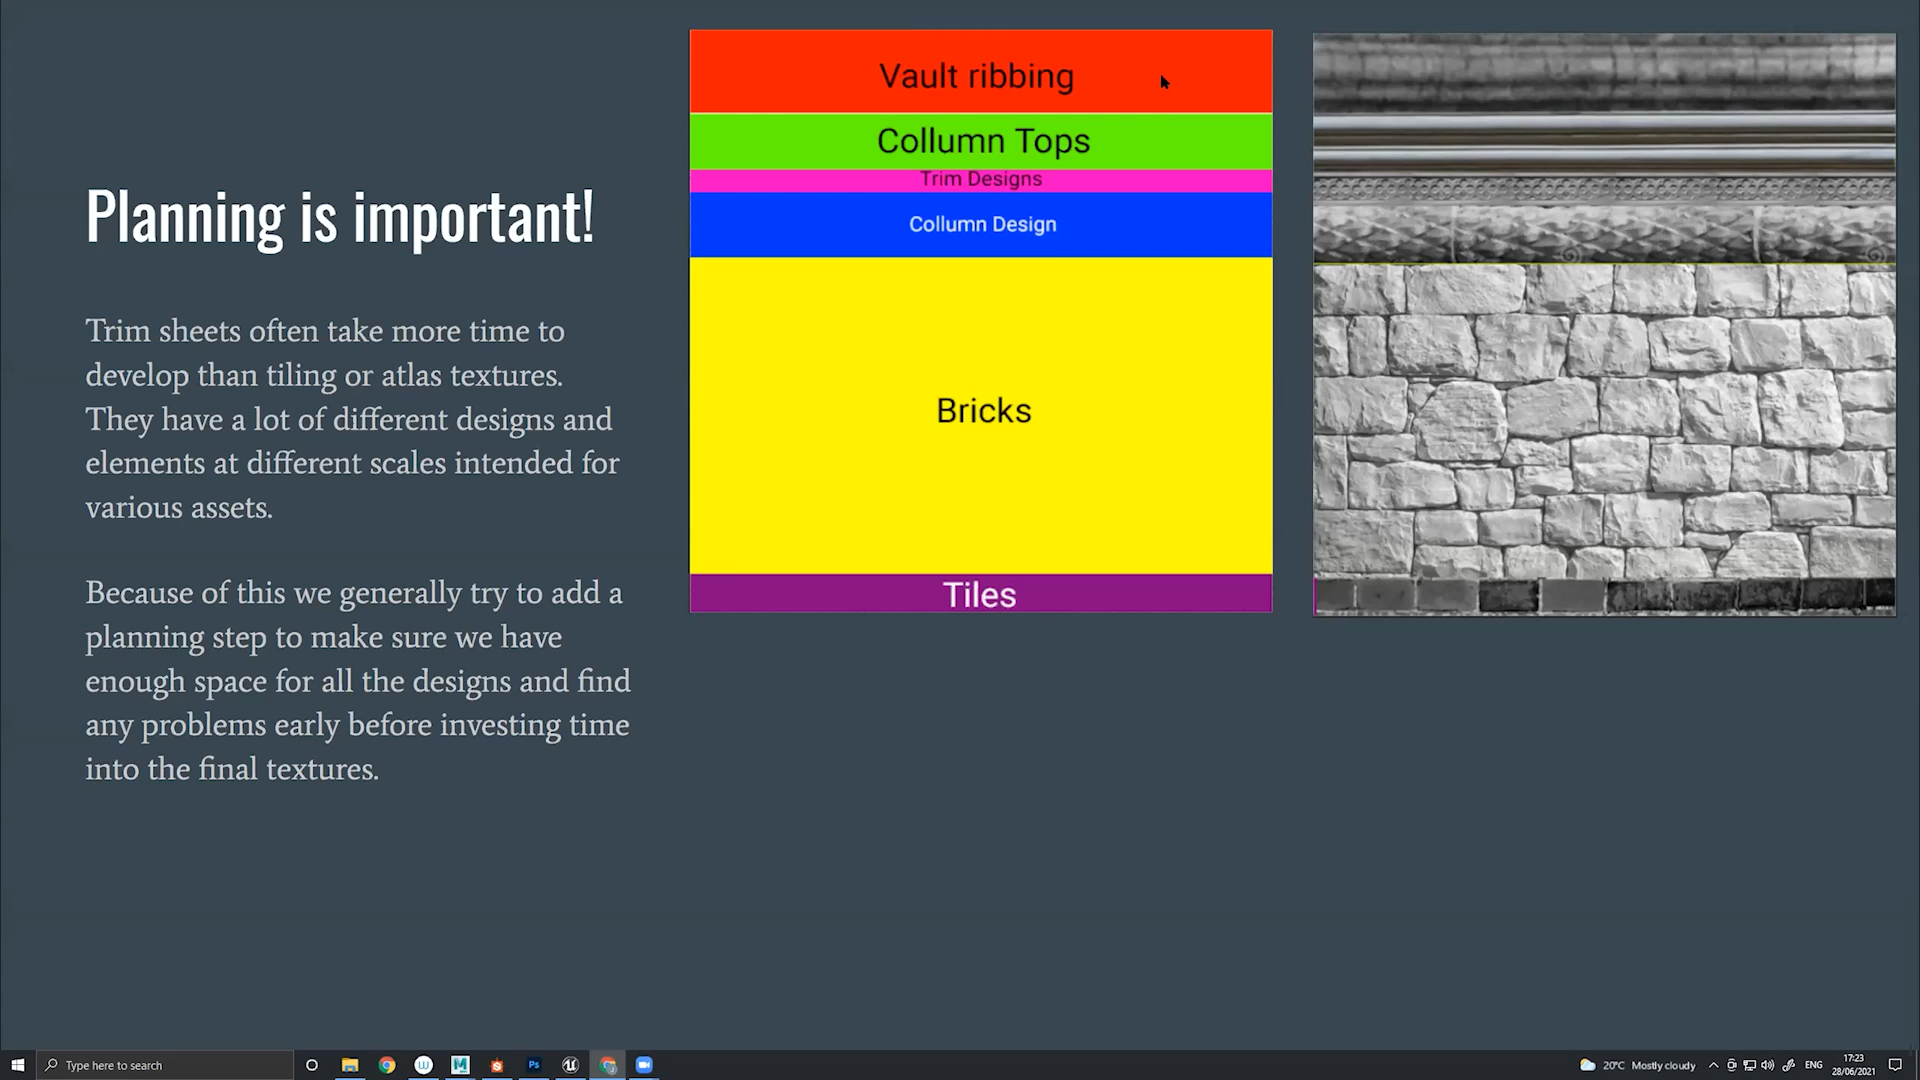 Planning is important!
Trim sheets often take more time to
develop than tiling or atlas textures.
They have a lot of different designs and
elements at different scales intended for
various assets.
Because of this we generally try to add a
planning step to make sure we have
enough space for all the designs and find
any problems early before investing time
into the final textures.
Vault ribbing
Collumn Tops
Trim Designs
Collumn Design
Bricks
Tiles
Type here to search
20°C Mostly cloudy
ENG
17:23
28/06/2021